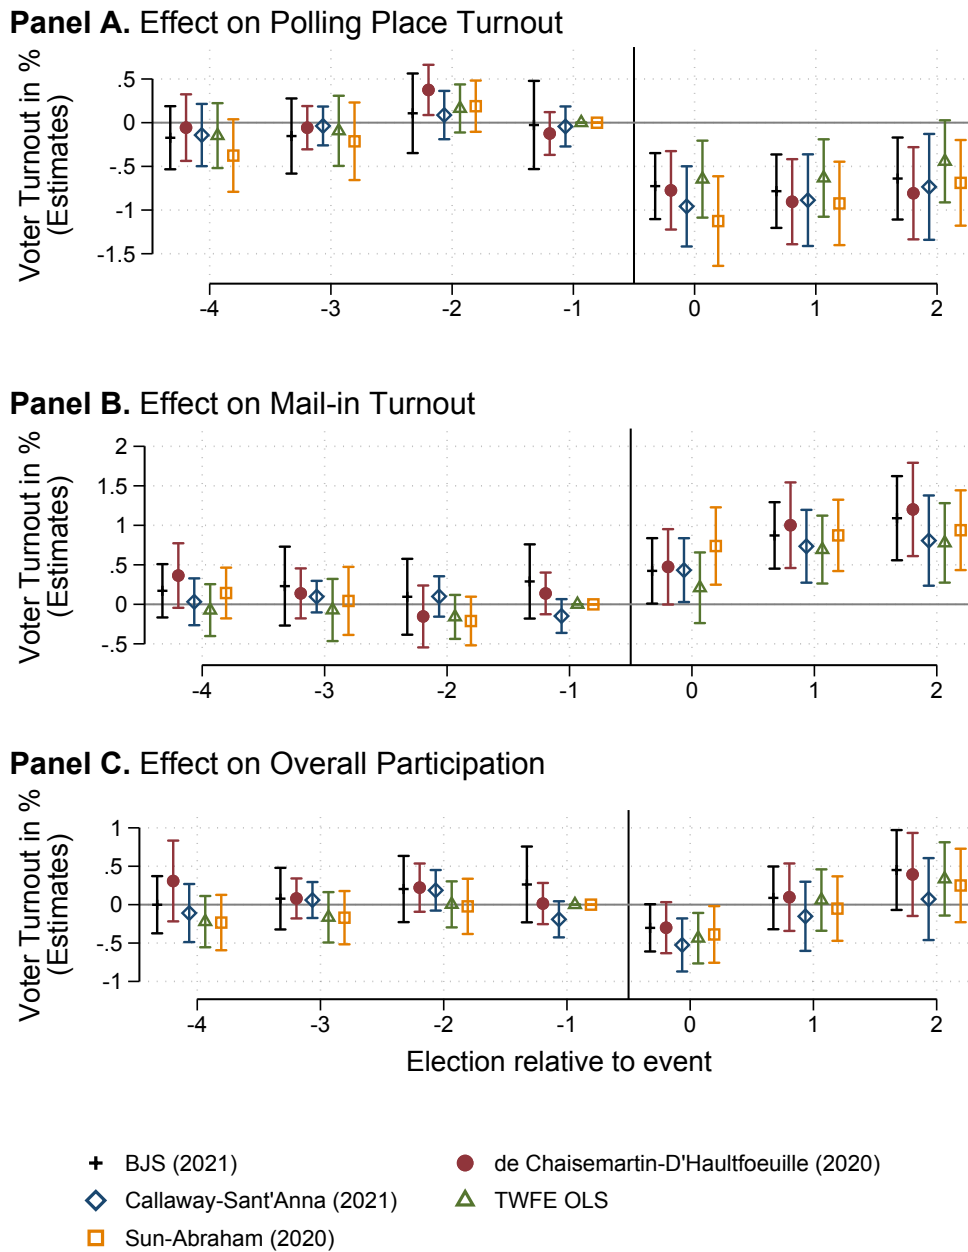 Panel A. Effect on Polling Place Turnout
Voter Turnout in %
(Estimates)
.5
0
-.5
-1
-1.5
-4 -3 -2 -1 0 1 2
Panel B. Effect on Mail-in Turnout
Voter Turnout in %
(Estimates)
2
1.5
1
.5
0
-.5
-4 -3 -2 -1 0 1 2
Panel C. Effect on Overall Participation
Voter Turnout in %
(Estimates)
1
.5
0
-.5
-1
-4 -3 -2 -1 0 1 2
Election relative to event
BJS (2021)
de Chaisemartin-D'Haultfoeuille (2020)
Callaway-Sant'Anna (2021)
TWFE OLS
Sun-Abraham (2020)